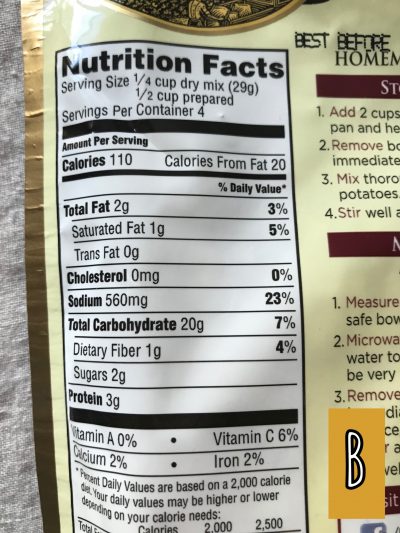 BEST BEFORE
Nutrition Facts
Serving Size 1/4 cup dry mix (29g)
1/2 cup prepared
Servings Per Container 4
Amount Per Serving
Calories 110 Calories From Fat 20
% Daily Value*
Total Fat 2g 3%
Saturated Fat 1g 5%
Trans Fat 0g
Cholesterol 0mg 0%
Sodium 560mg 23%
Total Carbohydrate 20g 7%
Dietary Fiber 1g 4%
Sugars 2g
Protein 3g
Vitamin A 0% • Vitamin C 6%
Calcium 2% • Iron 2%
*Percent Daily Values are based on a 2,000 calorie
diet. Your daily values may be higher or lower
depending on your calorie needs:
Calories 2,000 2,500
Total
HOMEM
ST
1. Add 2 cups
pan and he
2. Remove
immediate
3. Mix thoro
potatoes.
4. Stir well a
1. Measure
safe bow
2. Microwa
water to
be very
3. Remove
B